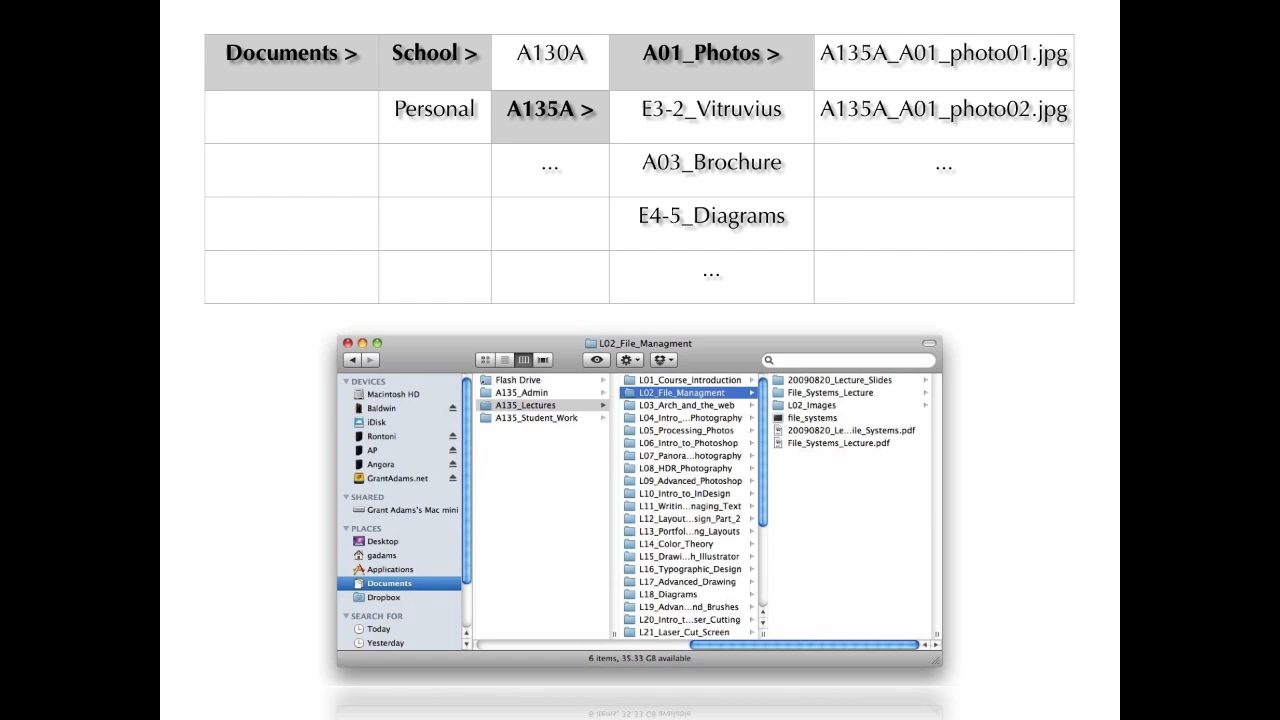 Documents > School > A130A A01_Photos > A135A_A01_photo01.jpg
Personal A135A > E3-2_Vitruvius A135A_A01_photo02.jpg
... A03_Brochure ...
E4-5_Diagrams
...
L02_File_Managment
DEVICES
Macintosh HD
Baldwin
iDisk
Rontoni
AP
Angora
GrantAdams.net
SHARED
Grant Adams's Mac mini
PLACES
Desktop
gadams
Applications
Documents
Dropbox
SEARCH FOR
Today
Yesterday
Flash Drive
A135_Admin
A135_Lectures
A135_Student_Work
L01_Course_Introduction
L02_File_Managment
L03_Arch_and_the_web
L04_Intro_...Photography
L05_Processing_Photos
L06_Intro_to_Photoshop
L07_Panora...hotography
L08_HDR_Photography
L09_Advanced_Photoshop
L10_Intro_to_InDesign
L11_Writin...naging_Text
L12_Layout...sign_Part_2
L13_Portfol...ng_Layouts
L14_Color_Theory
L15_Drawi...h_Illustrator
L16_Typographic_Design
L17_Advanced_Drawing
L18_Diagrams
L19_Advan...nd_Brushes
L20_Intro_t...ser_Cutting
L21_Laser_Cut_Screen
20090820_Lecture_Slides
File_Systems_Lecture
L02_Images
file_systems
20090820_Le...ile_Systems.pdf
File_Systems_Lecture.pdf
6 items, 35.33 GB available